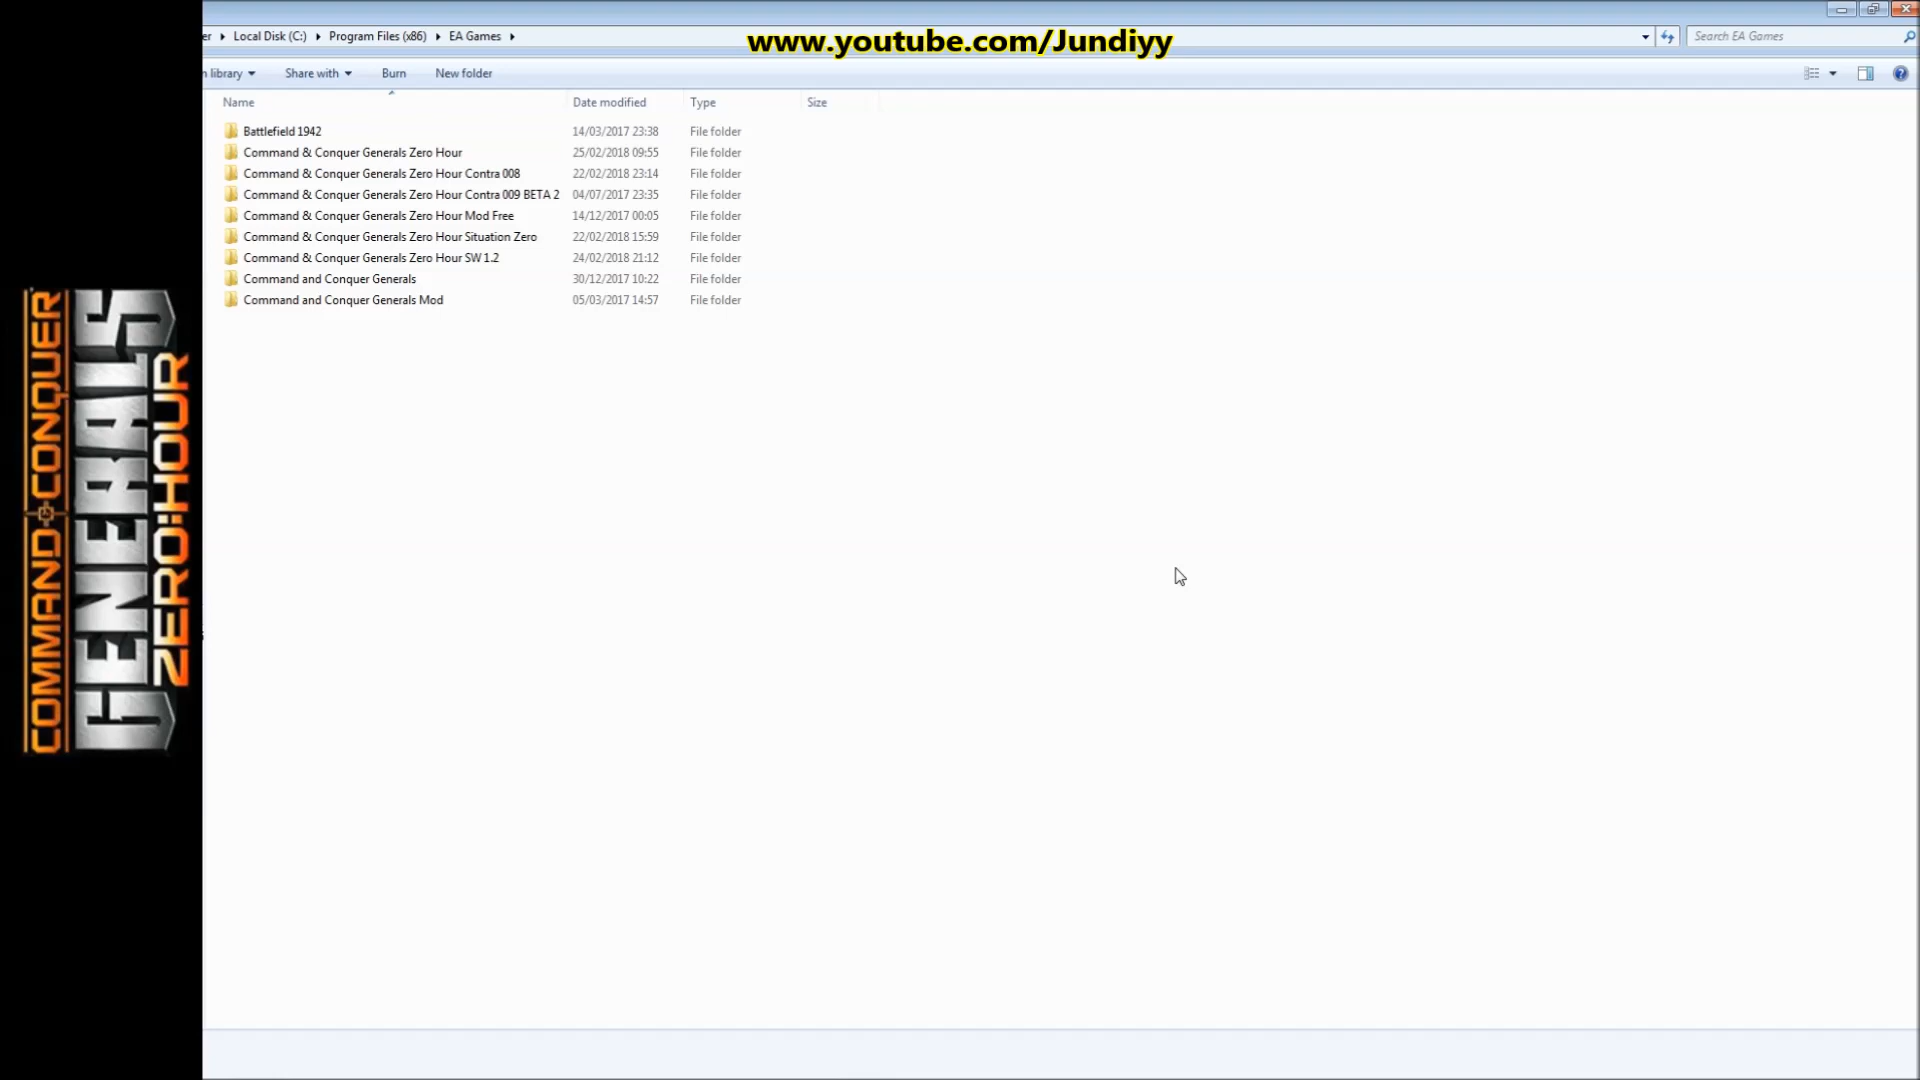 er ▸ Local Disk (C:) ▸ Program Files (x86) ▸ EA Games ▸
www.youtube.com/Jundiyy
Search EA Games
library Share with Burn New folder
Name Date modified Type Size
Battlefield 1942 14/03/2017 23:38 File folder
Command & Conquer Generals Zero Hour 25/02/2018 09:55 File folder
Command & Conquer Generals Zero Hour Contra 008 22/02/2018 23:14 File folder
Command & Conquer Generals Zero Hour Contra 009 BETA 2 04/07/2017 23:35 File folder
Command & Conquer Generals Zero Hour Mod Free 14/12/2017 00:05 File folder
Command & Conquer Generals Zero Hour Situation Zero 22/02/2018 15:59 File folder
Command & Conquer Generals Zero Hour SW 1.2 24/02/2018 21:12 File folder
Command and Conquer Generals 30/12/2017 10:22 File folder
Command and Conquer Generals Mod 05/03/2017 14:57 File folder
COMMAND CONQUER
GENERALS
ZERO:HOUR